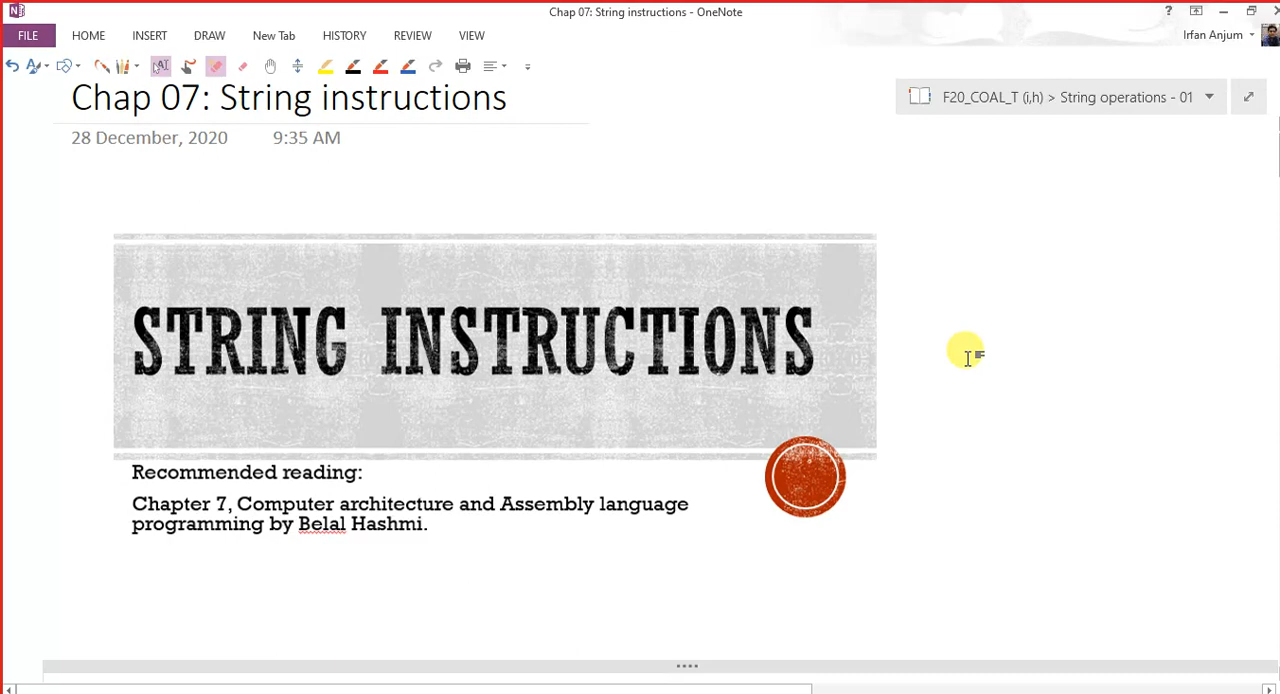 Chap 07: String instructions - OneNote
?
FILE HOME INSERT DRAW New Tab HISTORY REVIEW VIEW
Irfan Anjum
Chap 07: String instructions
F20_COAL_T (i,h) > String operations - 01
28 December, 2020 9:35 AM
STRING INSTRUCTIONS
Recommended reading:
Chapter 7, Computer architecture and Assembly language
programming by Belal Hashmi.